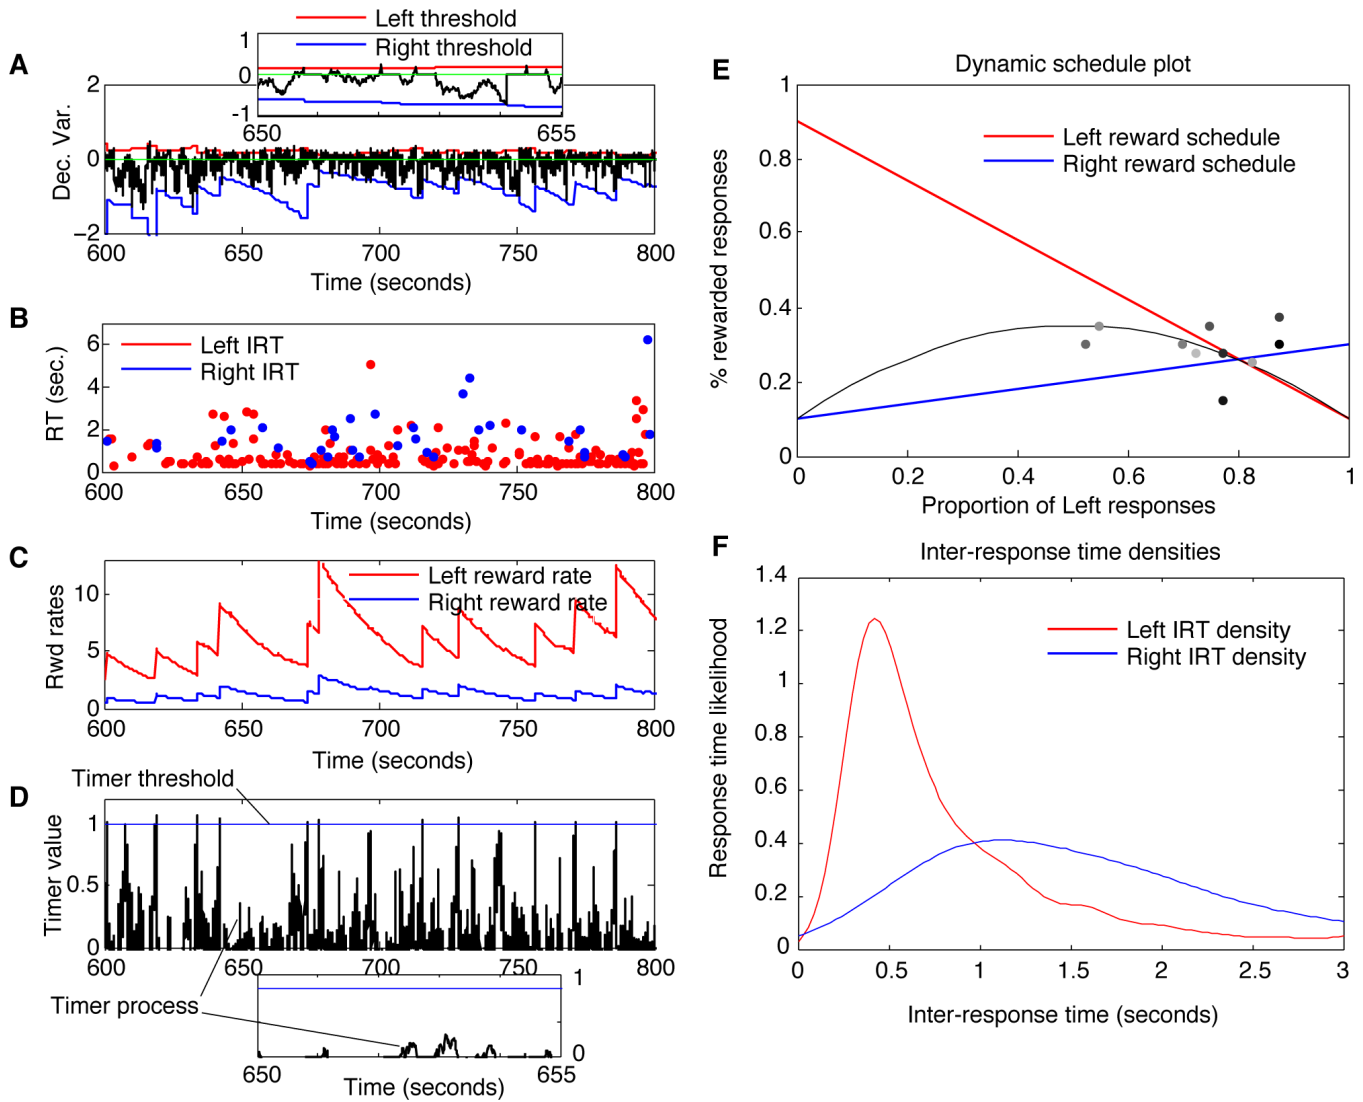 Left threshold
Right threshold
A
1
0
-1
650
655
2
0
−2
Dec. Var.
600
650
700
750
800
Time (seconds)
B
Left IRT
Right IRT
6
4
2
0
RT (sec.)
600
650
700
750
800
Time (seconds)
C
Left reward rate
Right reward rate
10
5
0
Rwd rates
600
650
700
750
800
Time (seconds)
Timer threshold
D
1
0.5
0
Timer value
600
650
700
750
800
Timer process
1
0
650
655
Time (seconds)
E
Dynamic schedule plot
Left reward schedule
Right reward schedule
1
0.8
0.6
0.4
0.2
0
% rewarded responses
0
0.2
0.4
0.6
0.8
1
Proportion of Left responses
F
Inter-response time densities
Left IRT density
Right IRT density
1.4
1.2
1
0.8
0.6
0.4
0.2
0
Response time likelihood
0
0.5
1
1.5
2
2.5
3
Inter-response time (seconds)